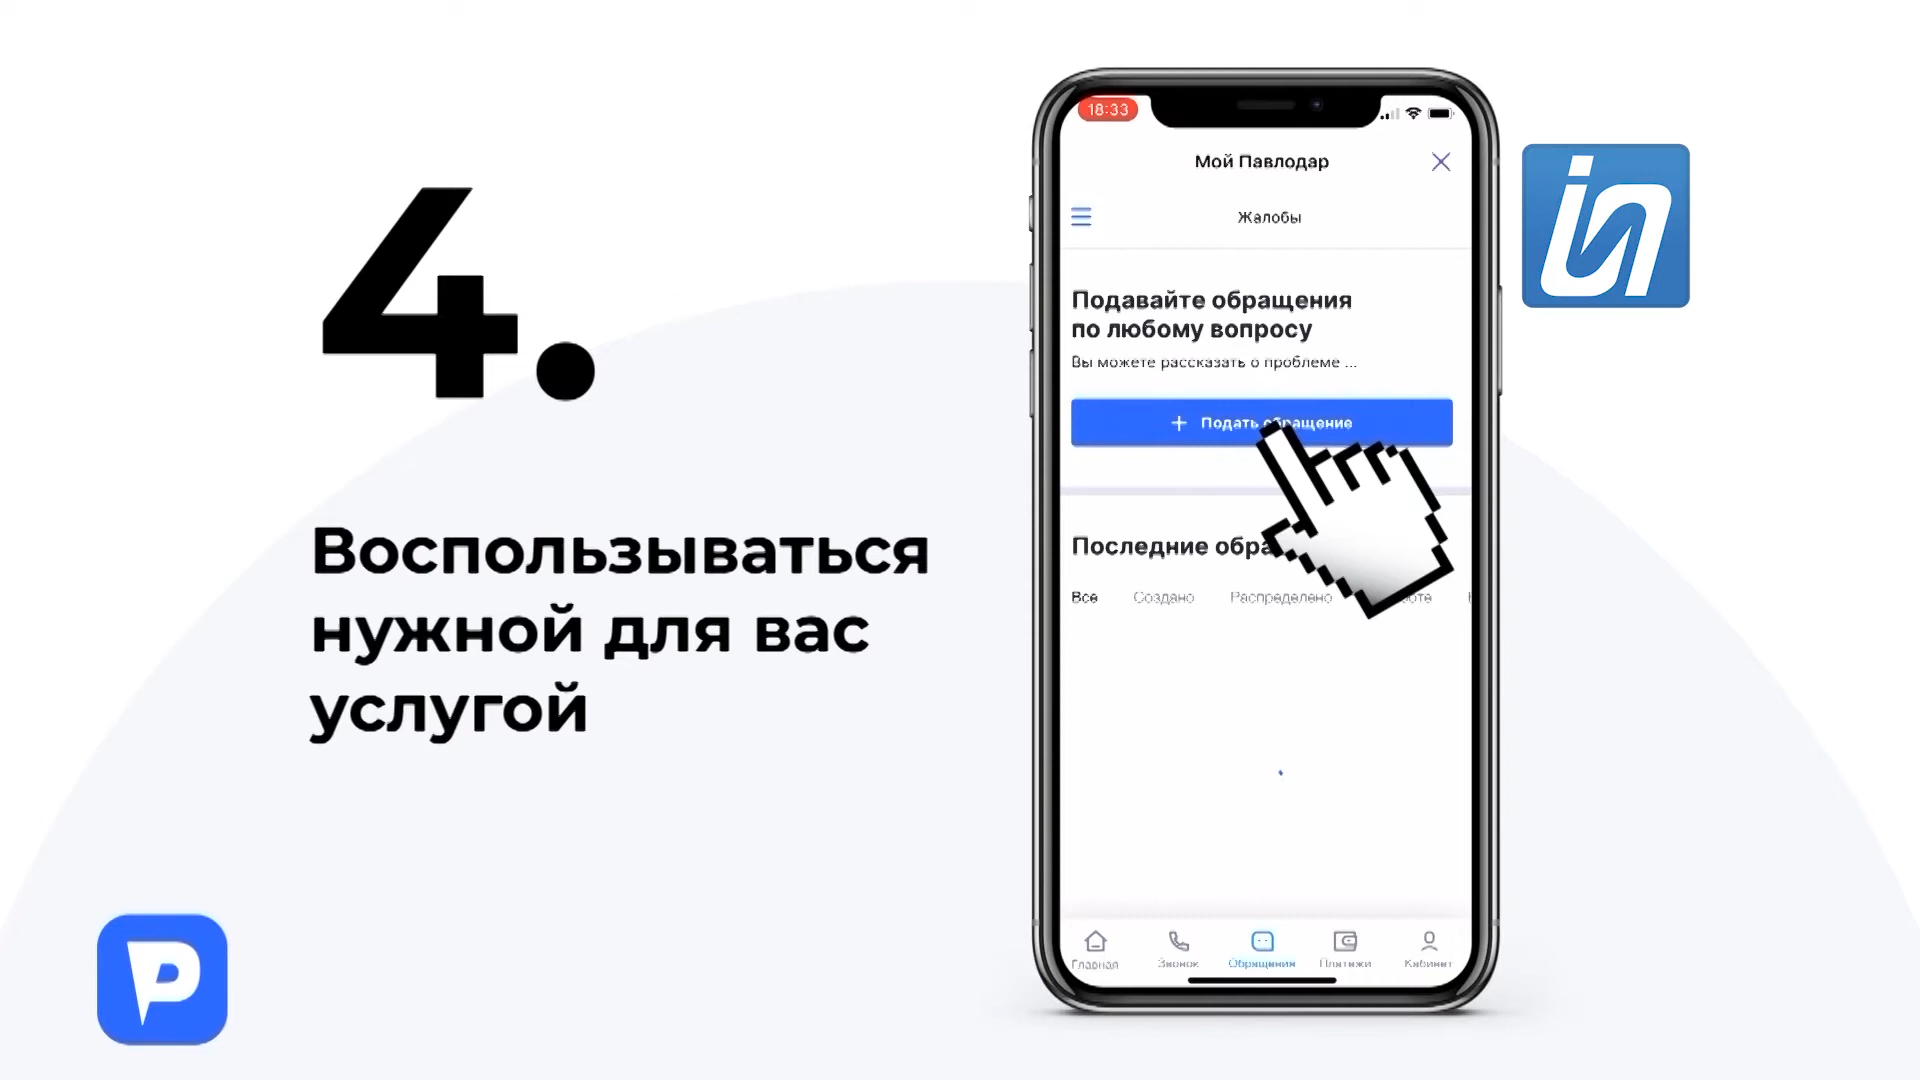 4.
Воспользываться
нужной для вас
услугой
18:33
Мой Павлодар
Жалобы
Подавайте обращения
по любому вопросу
Вы можете рассказать о проблеме ...
+ Подать обращение
Последние обра
Все Создано Распределено
Главная Звонок Обращения Платежи Кабинет